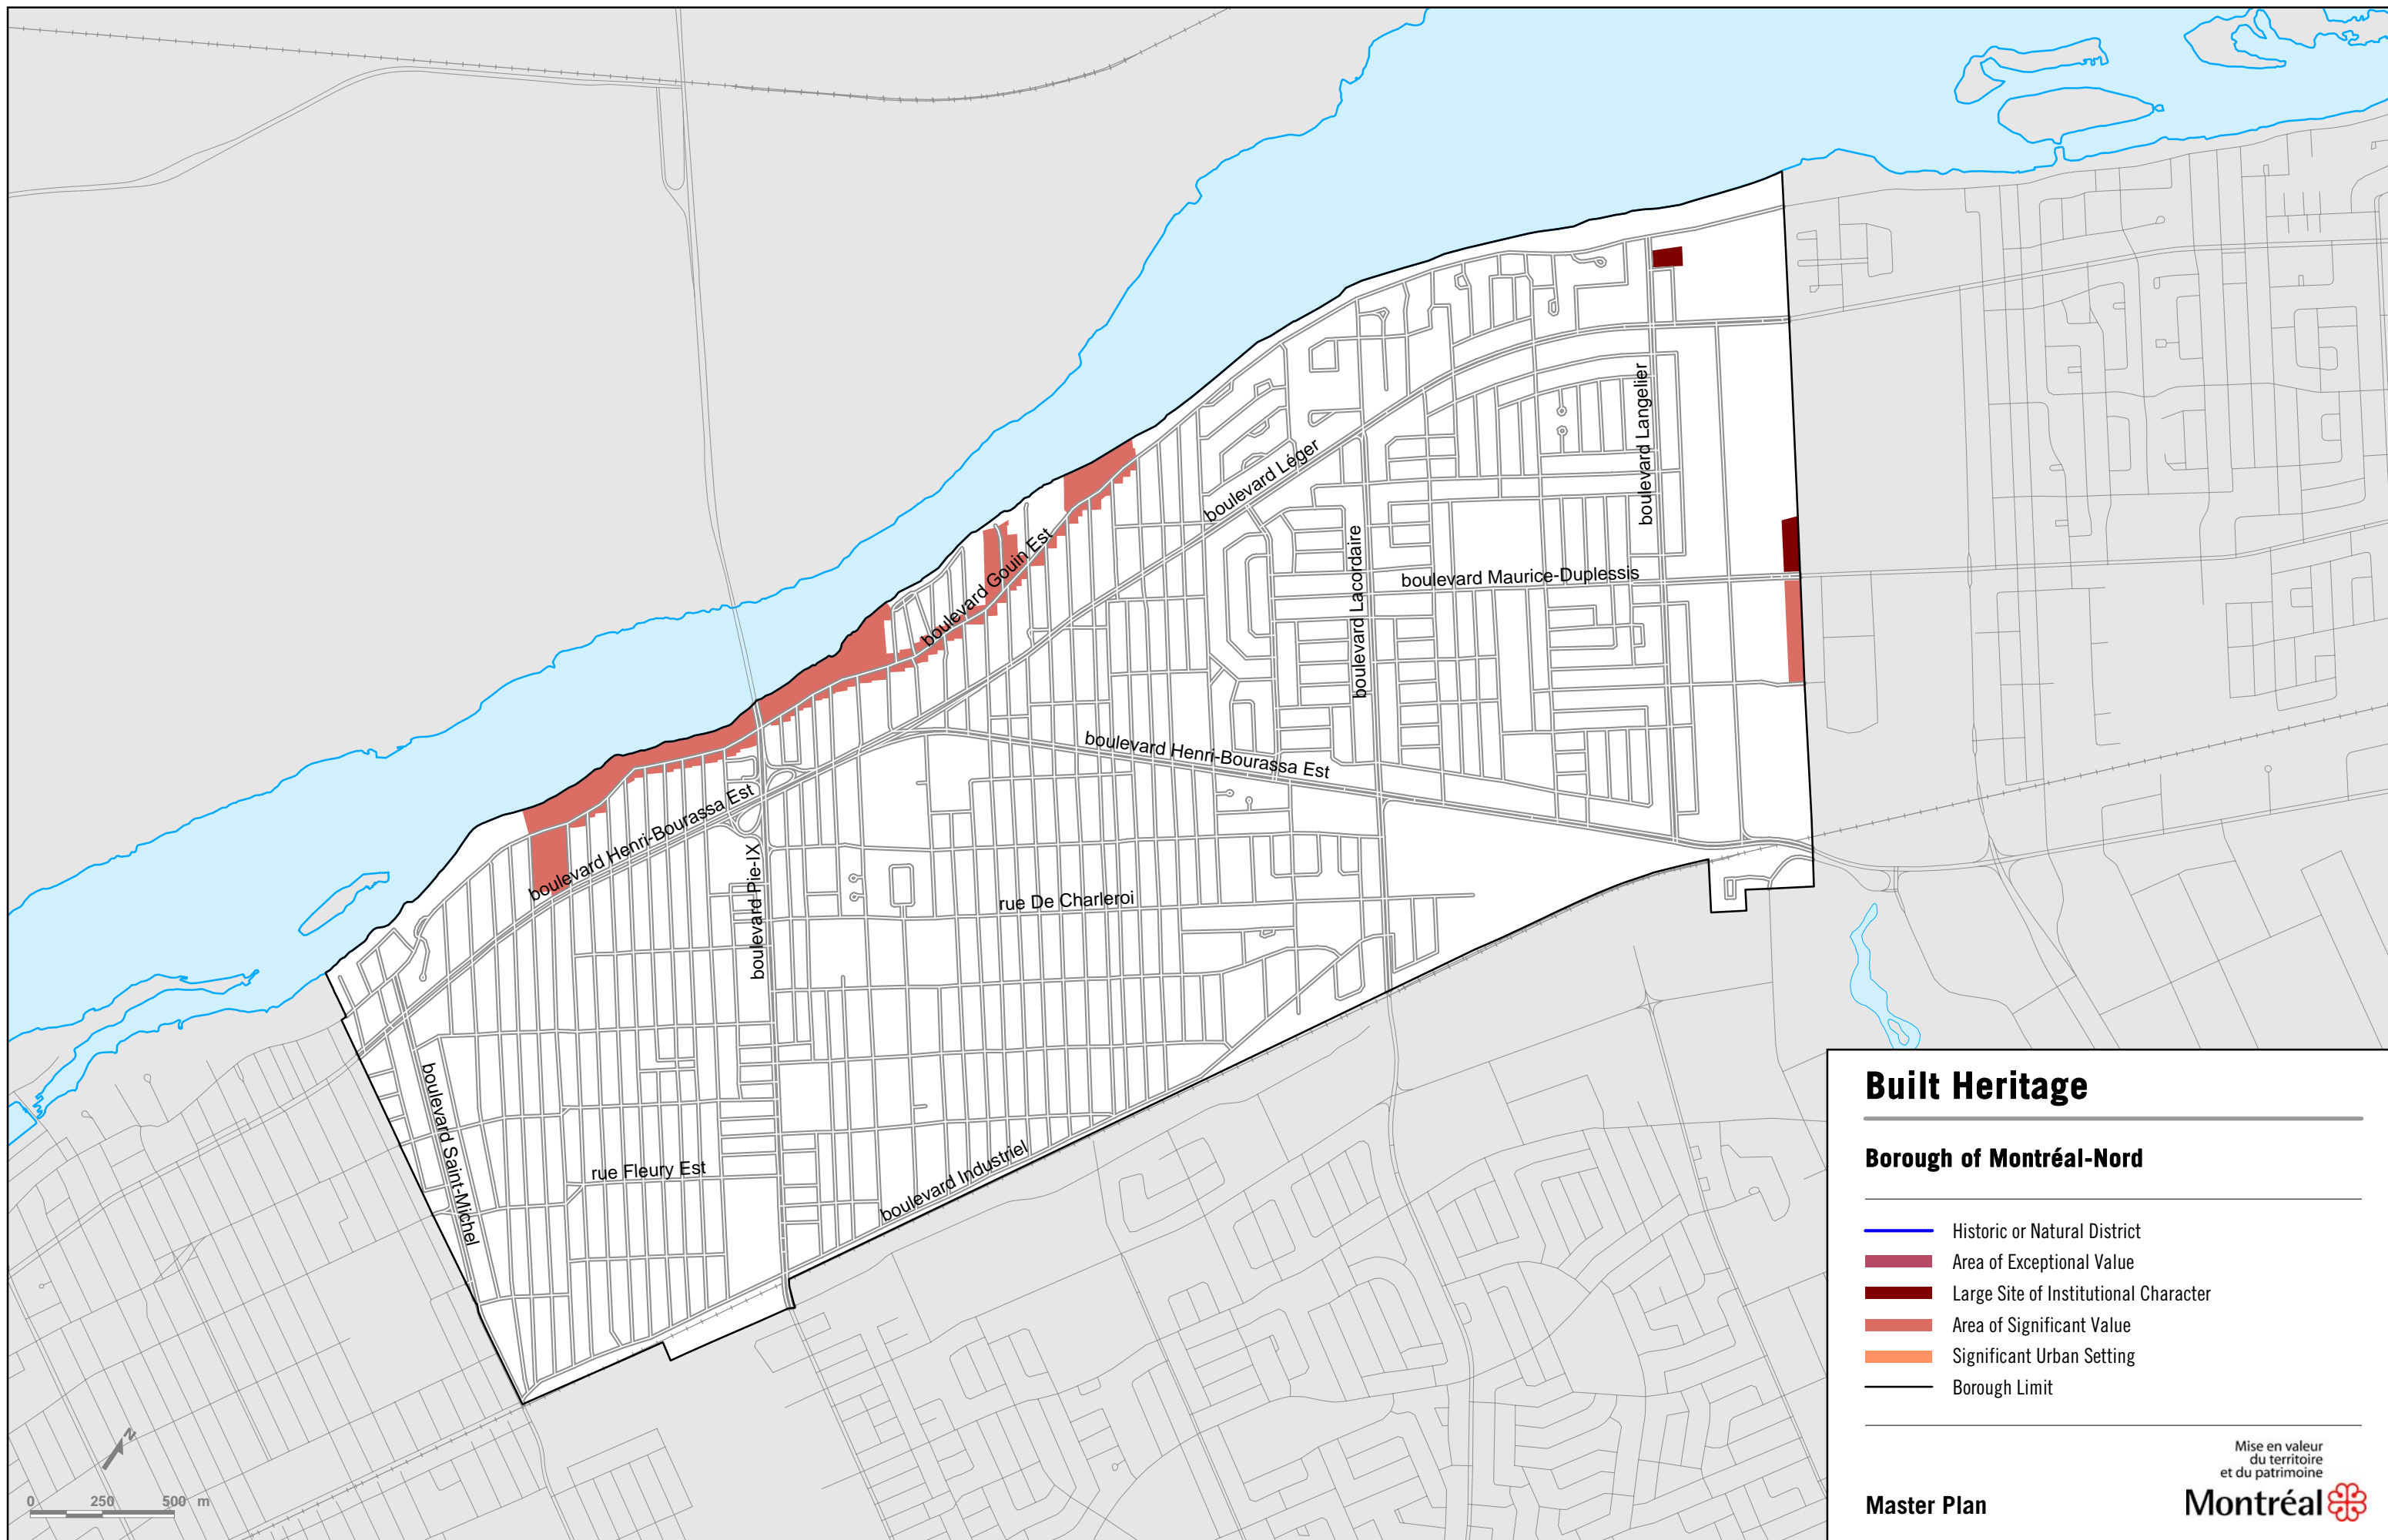 boulevard Langelier
boulevard Léger
boulevard Gouin Est
boulevard Lacordaire
boulevard Maurice-Duplessis
boulevard Henri-Bourassa Est
boulevard Henri-Bourassa Est
boulevard Pie-IX
rue De Charleroi
boulevard Saint-Michel
rue Fleury Est
boulevard Industriel
N
0 250 500 m
Built Heritage
Borough of Montréal-Nord
Historic or Natural District
Area of Exceptional Value
Large Site of Institutional Character
Area of Significant Value
Significant Urban Setting
Borough Limit
Mise en valeur
du territoire
et du patrimoine
Master Plan
Montréal